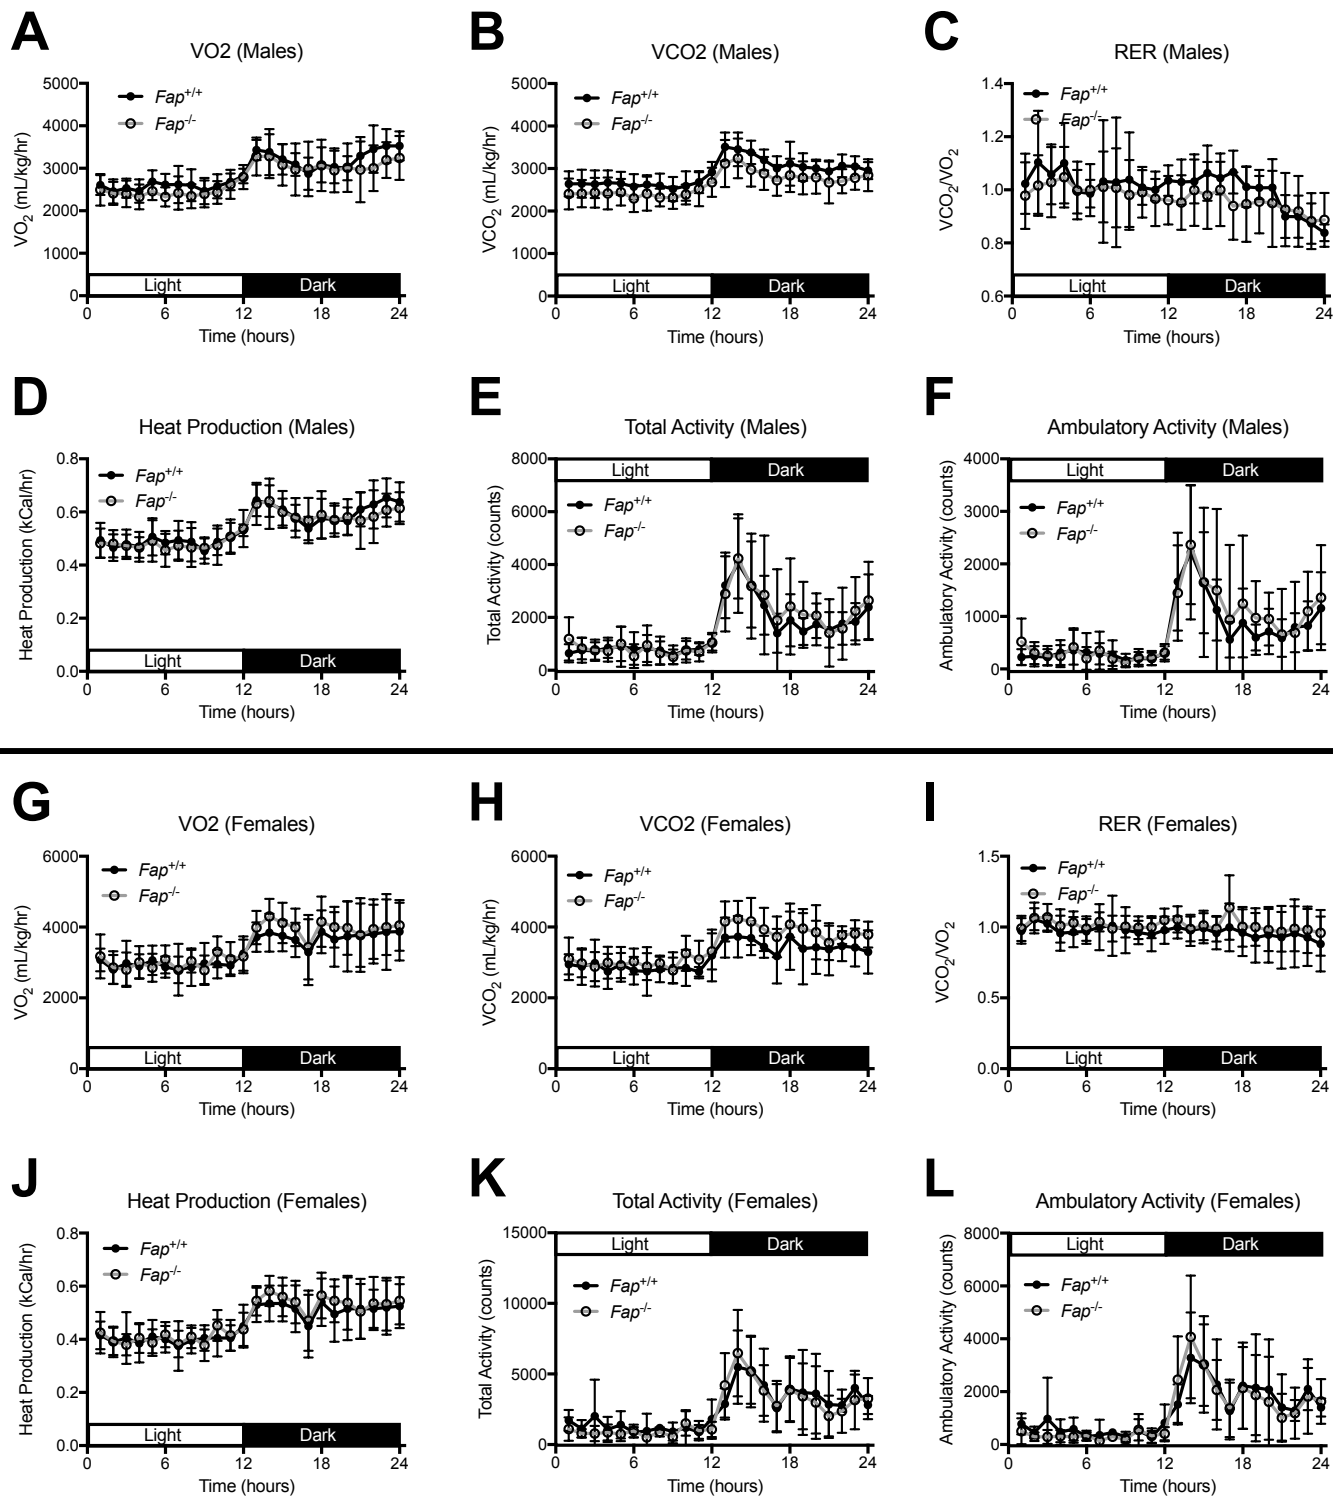 A
VO2 (Males)
5000
4000
3000
2000
1000
0
VO2 (mL/kg/hr)
Fap+/+
Fap-/-
Light
Dark
0 6 12 18 24
Time (hours)
B
VCO2 (Males)
5000
4000
3000
2000
1000
0
VCO2 (mL/kg/hr)
Fap+/+
Fap-/-
Light
Dark
0 6 12 18 24
Time (hours)
C
RER (Males)
1.4
1.2
1.0
0.8
0.6
VCO2/VO2
Fap+/+
Fap-/-
Light
Dark
0 6 12 18 24
Time (hours)
D
Heat Production (Males)
0.8
0.6
0.4
0.2
0.0
Heat Production (kCal/hr)
Fap+/+
Fap-/-
Light
Dark
0 6 12 18 24
Time (hours)
E
Total Activity (Males)
8000
6000
4000
2000
0
Total Activity (counts)
Light
Dark
Fap+/+
Fap-/-
0 6 12 18 24
Time (hours)
F
Ambulatory Activity (Males)
4000
3000
2000
1000
0
Ambulatory Activity (counts)
Light
Dark
Fap+/+
Fap-/-
0 6 12 18 24
Time (hours)
G
VO2 (Females)
6000
4000
2000
0
VO2 (mL/kg/hr)
Fap+/+
Fap-/-
Light
Dark
0 6 12 18 24
Time (hours)
H
VCO2 (Females)
6000
4000
2000
0
VCO2 (mL/kg/hr)
Fap+/+
Fap-/-
Light
Dark
0 6 12 18 24
Time (hours)
I
RER (Females)
1.5
1.0
0.5
0.0
VCO2/VO2
Fap+/+
Fap-/-
Light
Dark
0 6 12 18 24
Time (hours)
J
Heat Production (Females)
0.8
0.6
0.4
0.2
0.0
Heat Production (kCal/hr)
Fap+/+
Fap-/-
Light
Dark
0 6 12 18 24
Time (hours)
K
Total Activity (Females)
15000
10000
5000
0
Total Activity (counts)
Light
Dark
Fap+/+
Fap-/-
0 6 12 18 24
Time (hours)
L
Ambulatory Activity (Females)
8000
6000
4000
2000
0
Ambulatory Activity (counts)
Light
Dark
Fap+/+
Fap-/-
0 6 12 18 24
Time (hours)